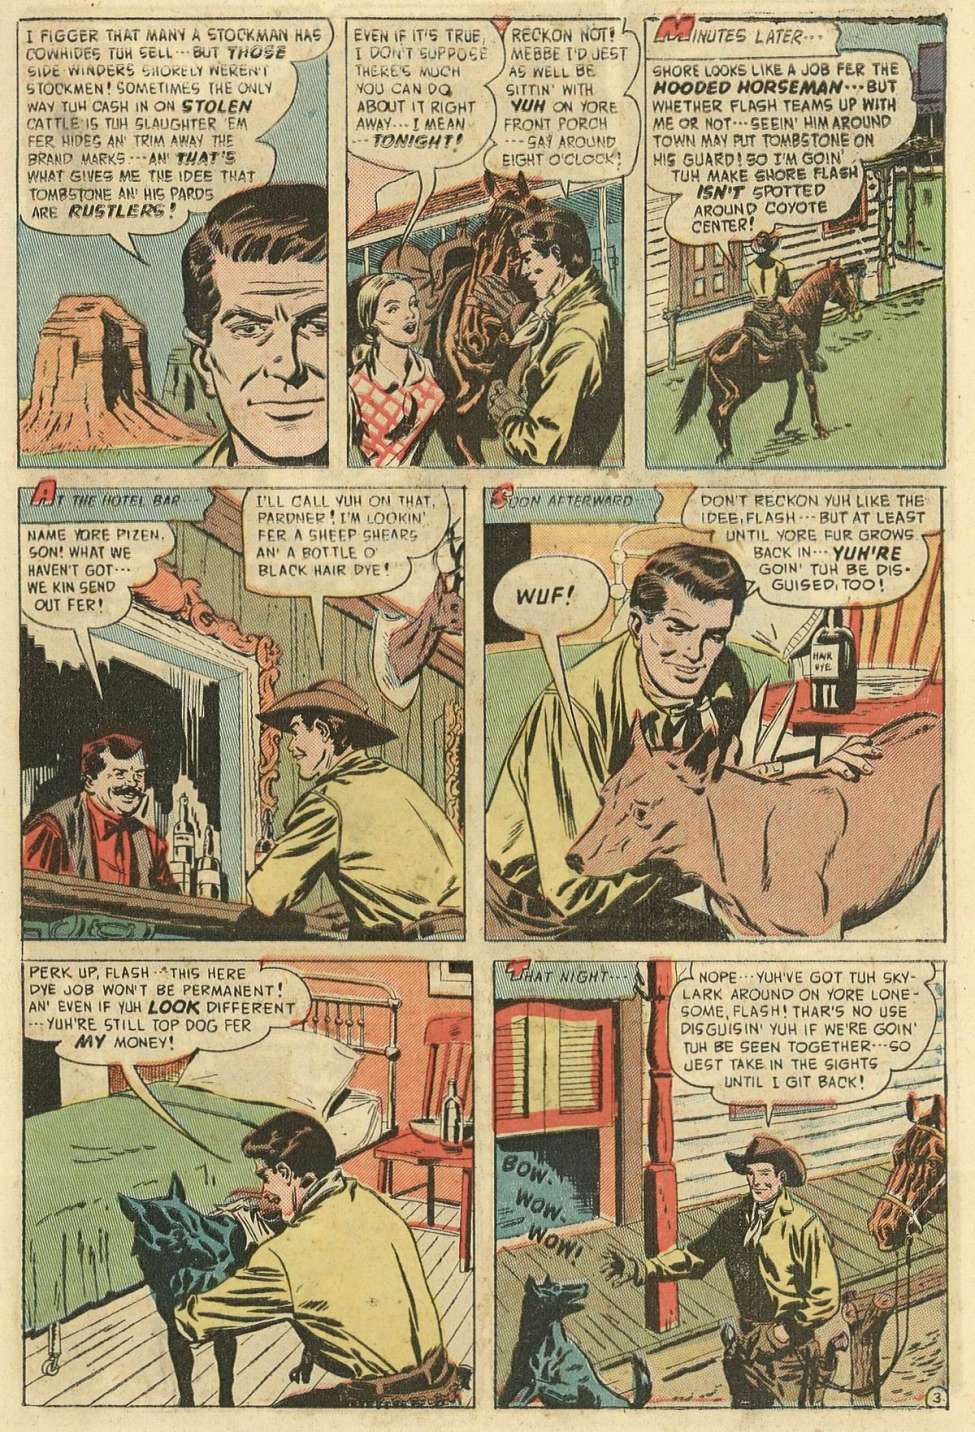 I FIGGER THAT MANY A STOCKMAN HAS
COWHIDES TUH SELL---BUT THOSE
SIDE-WINDERS SHORELY WEREN'T
STOCKMEN! SOMETIMES THE ONLY
WAY TUH CASH IN ON STOLEN
CATTLE IS TUH SLAUGHTER 'EM
FER HIDES AN' TRIM AWAY THE
BRAND MARKS---AN' THAT'S
WHAT GIVES ME THE IDEE THAT
TOMBSTONE AN' HIS PARDS
ARE RUSTLERS!
EVEN IF IT'S TRUE,
I DON'T SUPPOSE
THERE'S MUCH
YOU CAN DO
ABOUT IT RIGHT
AWAY---I MEAN
---TONIGHT!
RECKON NOT!
MEBBE I'D JEST
AS WELL BE
SITTIN' WITH
YUH ON YORE
FRONT PORCH
---SAY AROUND
EIGHT O'CLOCK!
MINUTES LATER---
SHORE LOOKS LIKE A JOB FER THE
HOODED HORSEMAN---BUT
WHETHER FLASH TEAMS UP WITH
ME OR NOT---SEEIN' HIM AROUND
TOWN MAY PUT TOMBSTONE ON
HIS GUARD! SO I'M GOIN'
TUH MAKE SHORE FLASH
ISN'T SPOTTED
AROUND COYOTE
CENTER!
AT THE HOTEL BAR---
NAME YORE PIZEN,
SON! WHAT WE
HAVEN'T GOT---
WE KIN SEND
OUT FER!
I'LL CALL YUH ON THAT,
PARDNER! I'M LOOKIN'
FER A SHEEP SHEARS
AN' A BOTTLE O'
BLACK HAIR DYE!
SOON AFTERWARD---
WUF!
DON'T RECKON YUH LIKE THE
IDEE, FLASH---BUT AT LEAST
UNTIL YORE FUR GROWS
BACK IN---YUH'RE
GOIN' TUH BE DIS-
GUISED, TOO!
HAIR
DYE
PERK UP, FLASH---THIS HERE
DYE JOB WON'T BE PERMANENT!
AN' EVEN IF YUH LOOK DIFFERENT
---YUH'RE STILL TOP DOG FER
MY MONEY!
THAT NIGHT---
NOPE---YUH'VE GOT TUH SKY-
LARK AROUND ON YORE LONE-
SOME, FLASH! THAR'S NO USE
DISGUISIN' YUH IF WE'RE GOIN'
TUH BE SEEN TOGETHER---SO
JEST TAKE IN THE SIGHTS
UNTIL I GIT BACK!
BOW-
WOW-
WOW!
3